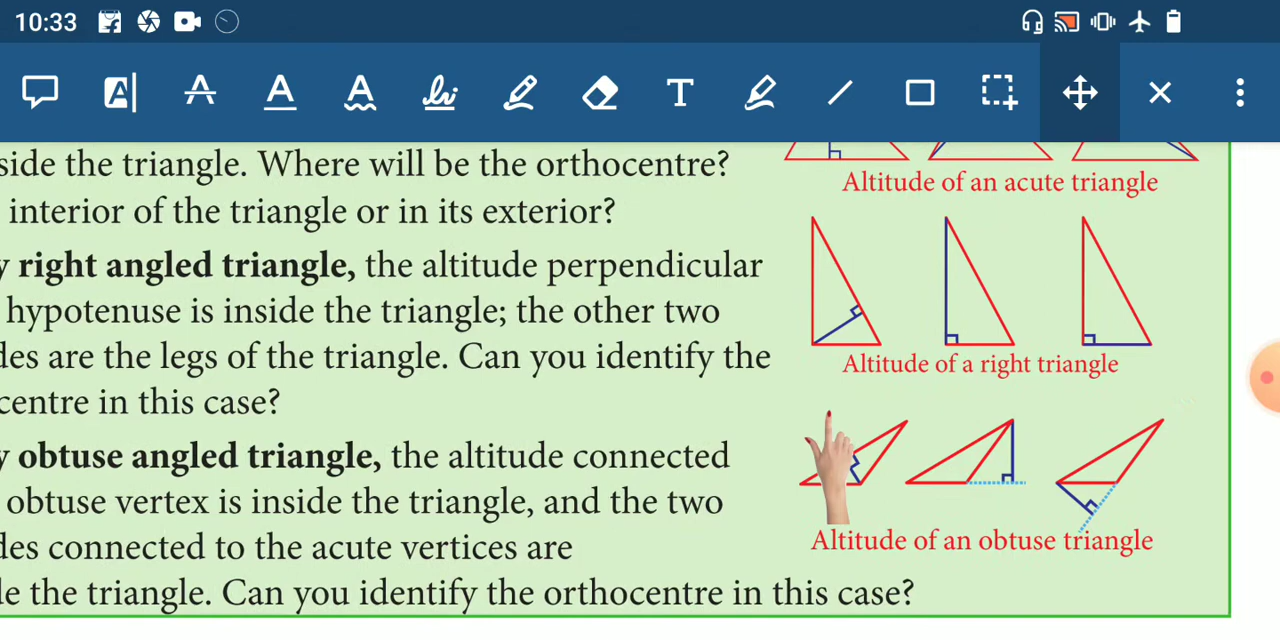 10:33
side the triangle. Where will be the orthocentre?
interior of the triangle or in its exterior?
Altitude of an acute triangle
y right angled triangle, the altitude perpendicular
hypotenuse is inside the triangle; the other two
des are the legs of the triangle. Can you identify the
centre in this case?
Altitude of a right triangle
y obtuse angled triangle, the altitude connected
obtuse vertex is inside the triangle, and the two
des connected to the acute vertices are
de the triangle. Can you identify the orthocentre in this case?
Altitude of an obtuse triangle